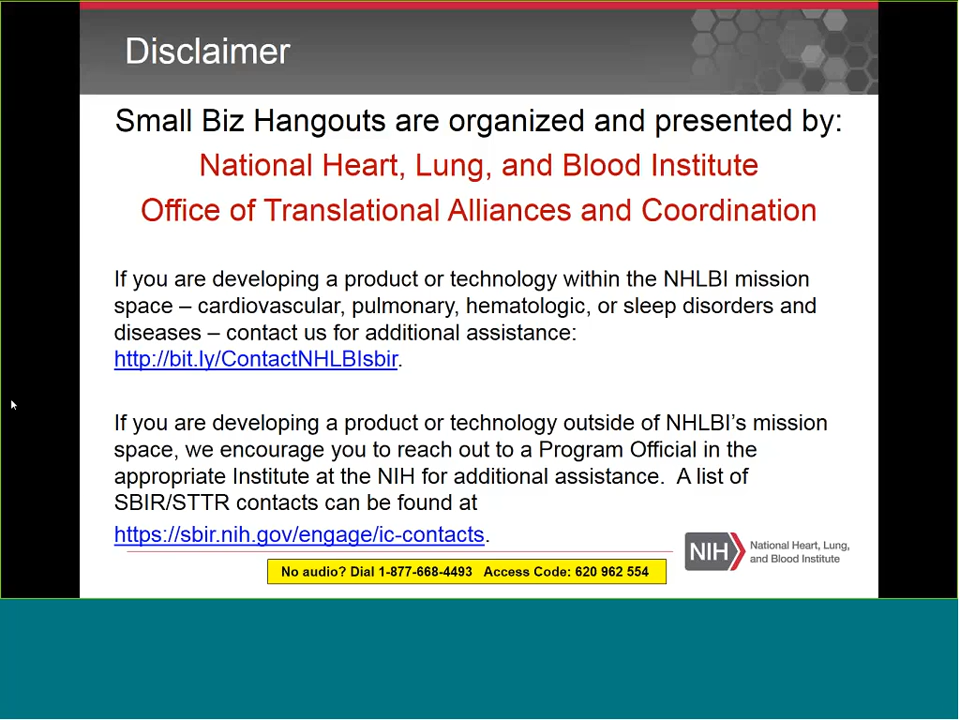 Disclaimer
Small Biz Hangouts are organized and presented by:
National Heart, Lung, and Blood Institute
Office of Translational Alliances and Coordination
If you are developing a product or technology within the NHLBI mission
space – cardiovascular, pulmonary, hematologic, or sleep disorders and
diseases – contact us for additional assistance:
http://bit.ly/ContactNHLBIsbir.
If you are developing a product or technology outside of NHLBI’s mission
space, we encourage you to reach out to a Program Official in the
appropriate Institute at the NIH for additional assistance.  A list of
SBIR/STTR contacts can be found at
https://sbir.nih.gov/engage/ic-contacts.
NIH National Heart, Lung,
and Blood Institute
No audio? Dial 1-877-668-4493   Access Code: 620 962 554